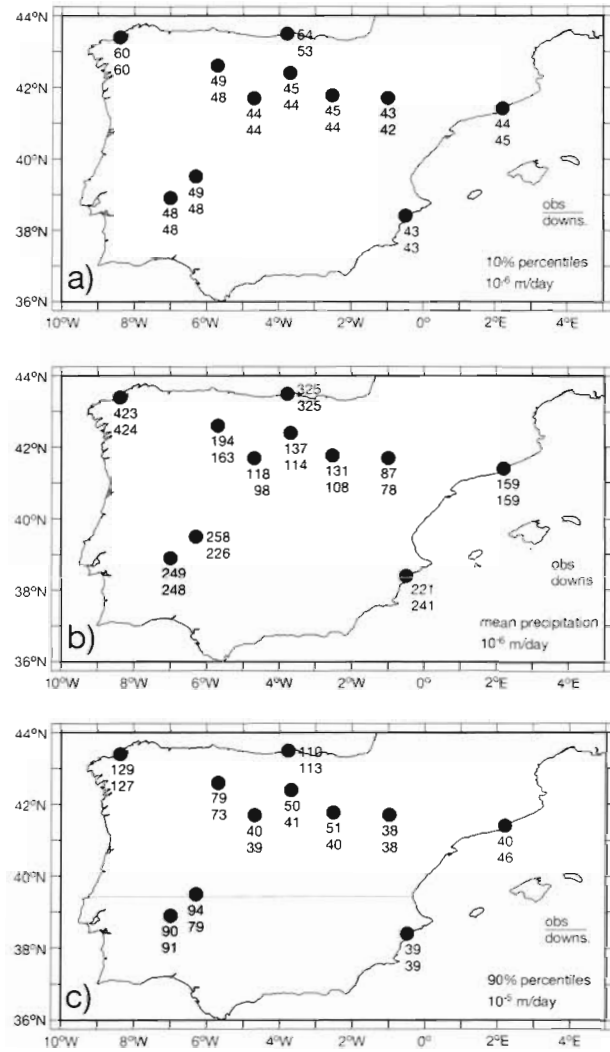 44°N
42°N
40°N
38°N
36°N
60
60
64
53
49
48
44
44
45
44
45
44
43
42
44
45
49
48
48
48
43
43
obs
downs.
a)
10% percentiles
10⁻⁶ m/day
10°W 8°W 6°W 4°W 2°W 0° 2°E 4°E
44°N
42°N
40°N
38°N
36°N
423
424
325
325
194
163
118
98
137
114
131
108
87
78
159
159
258
226
249
248
221
241
obs
downs
b)
mean precipitation
10⁻⁶ m/day
10°W 8°W 6°W 4°W 2°W 0° 2°E 4°E
44°N
42°N
40°N
38°N
36°N
129
127
113
79
73
40
39
50
41
51
40
38
38
40
46
94
79
90
91
39
39
obs
downs.
c)
90% percentiles
10⁻⁵ m/day
10°W 8°W 6°W 4°W 2°W 0° 2°E 4°E